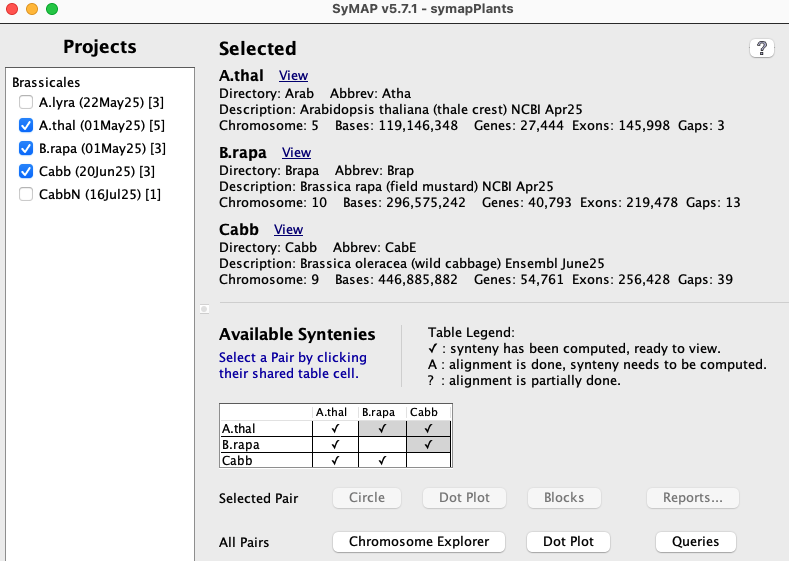 SyMAP v5.7.1 - symapPlants
Projects
Brassicales
A.lyra (22May25) [3]
A.thal (01May25) [5]
B.rapa (01May25) [3]
Cabb (20Jun25) [3]
CabbN (16Jul25) [1]
Selected
?
A.thal View
Directory: Arab Abbrev: Atha
Description: Arabidopsis thaliana (thale crest) NCBI Apr25
Chromosome: 5 Bases: 119,146,348 Genes: 27,444 Exons: 145,998 Gaps: 3
B.rapa View
Directory: Brapa Abbrev: Brap
Description: Brassica rapa (field mustard) NCBI Apr25
Chromosome: 10 Bases: 296,575,242 Genes: 40,793 Exons: 219,478 Gaps: 13
Cabb View
Directory: Cabb Abbrev: CabE
Description: Brassica oleracea (wild cabbage) Ensembl June25
Chromosome: 9 Bases: 446,885,882 Genes: 54,761 Exons: 256,428 Gaps: 39
Available Syntenies
Select a Pair by clicking
their shared table cell.
Table Legend:
✓ : synteny has been computed, ready to view.
A : alignment is done, synteny needs to be computed.
? : alignment is partially done.
A.thal B.rapa Cabb
A.thal ✓ ✓ ✓
B.rapa ✓ ✓
Cabb ✓ ✓
Selected Pair Circle Dot Plot Blocks Reports...
All Pairs Chromosome Explorer Dot Plot Queries